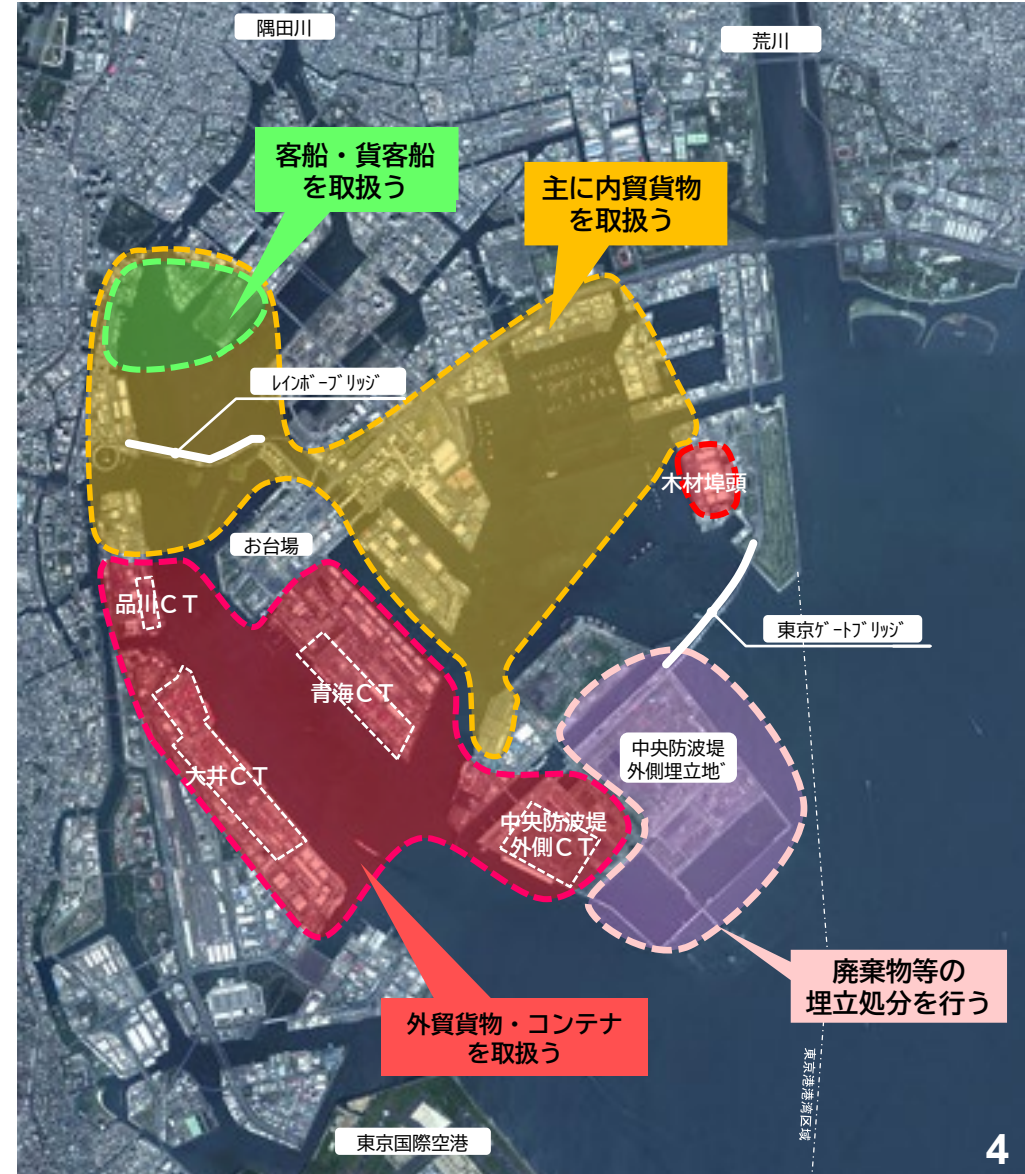 隅田川
荒川
客船・貨客船
を取扱う
主に内貿貨物
を取扱う
ﾚｲﾝﾎﾞｰﾌﾞﾘｯｼﾞ
木材埠頭
お台場
品川ＣＴ
東京ｹﾞｰﾄﾌﾞﾘｯｼﾞ
青海ＣＴ
中央防波堤
外側埋立地ﾞ
大井ＣＴ
中央防波堤
外側ＣＴ
廃棄物等の
埋立処分を行う
外貿貨物・コンテナ
を取扱う
東京港港湾区域
東京国際空港
4